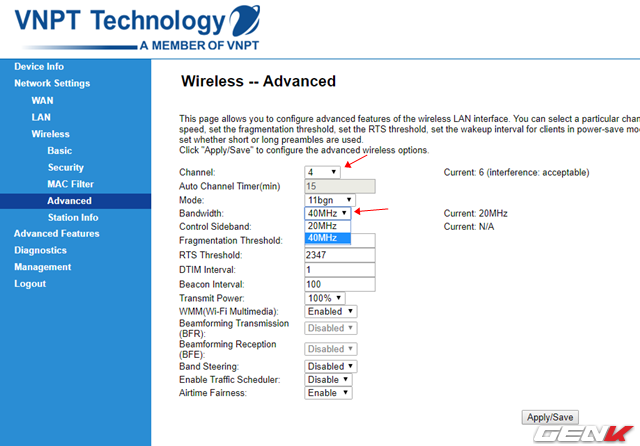 VNPT Technology
A MEMBER OF VNPT
Device Info
Network Settings
WAN
LAN
Wireless
Basic
Security
MAC Filter
Advanced
Station Info
Advanced Features
Diagnostics
Management
Logout
Wireless -- Advanced
This page allows you to configure advanced features of the wireless LAN interface. You can select a particular chan
speed, set the fragmentation threshold, set the RTS threshold, set the wakeup interval for clients in power-save mo
set whether short or long preambles are used.
Click "Apply/Save" to configure the advanced wireless options.
Channel: 4 Current: 6 (interference: acceptable)
Auto Channel Timer(min) 15
Mode: 11bgn
Bandwidth: 40MHz Current: 20MHz
Control Sideband: 20MHz Current: N/A
40MHz
Fragmentation Threshold:
RTS Threshold: 2347
DTIM Interval: 1
Beacon Interval: 100
Transmit Power: 100%
WMM(Wi-Fi Multimedia): Enabled
Beamforming Transmission
(BFR): Disabled
Beamforming Reception
(BFE): Disabled
Band Steering: Disabled
Enable Traffic Scheduler: Disable
Airtime Fairness: Enable
Apply/Save
GENK